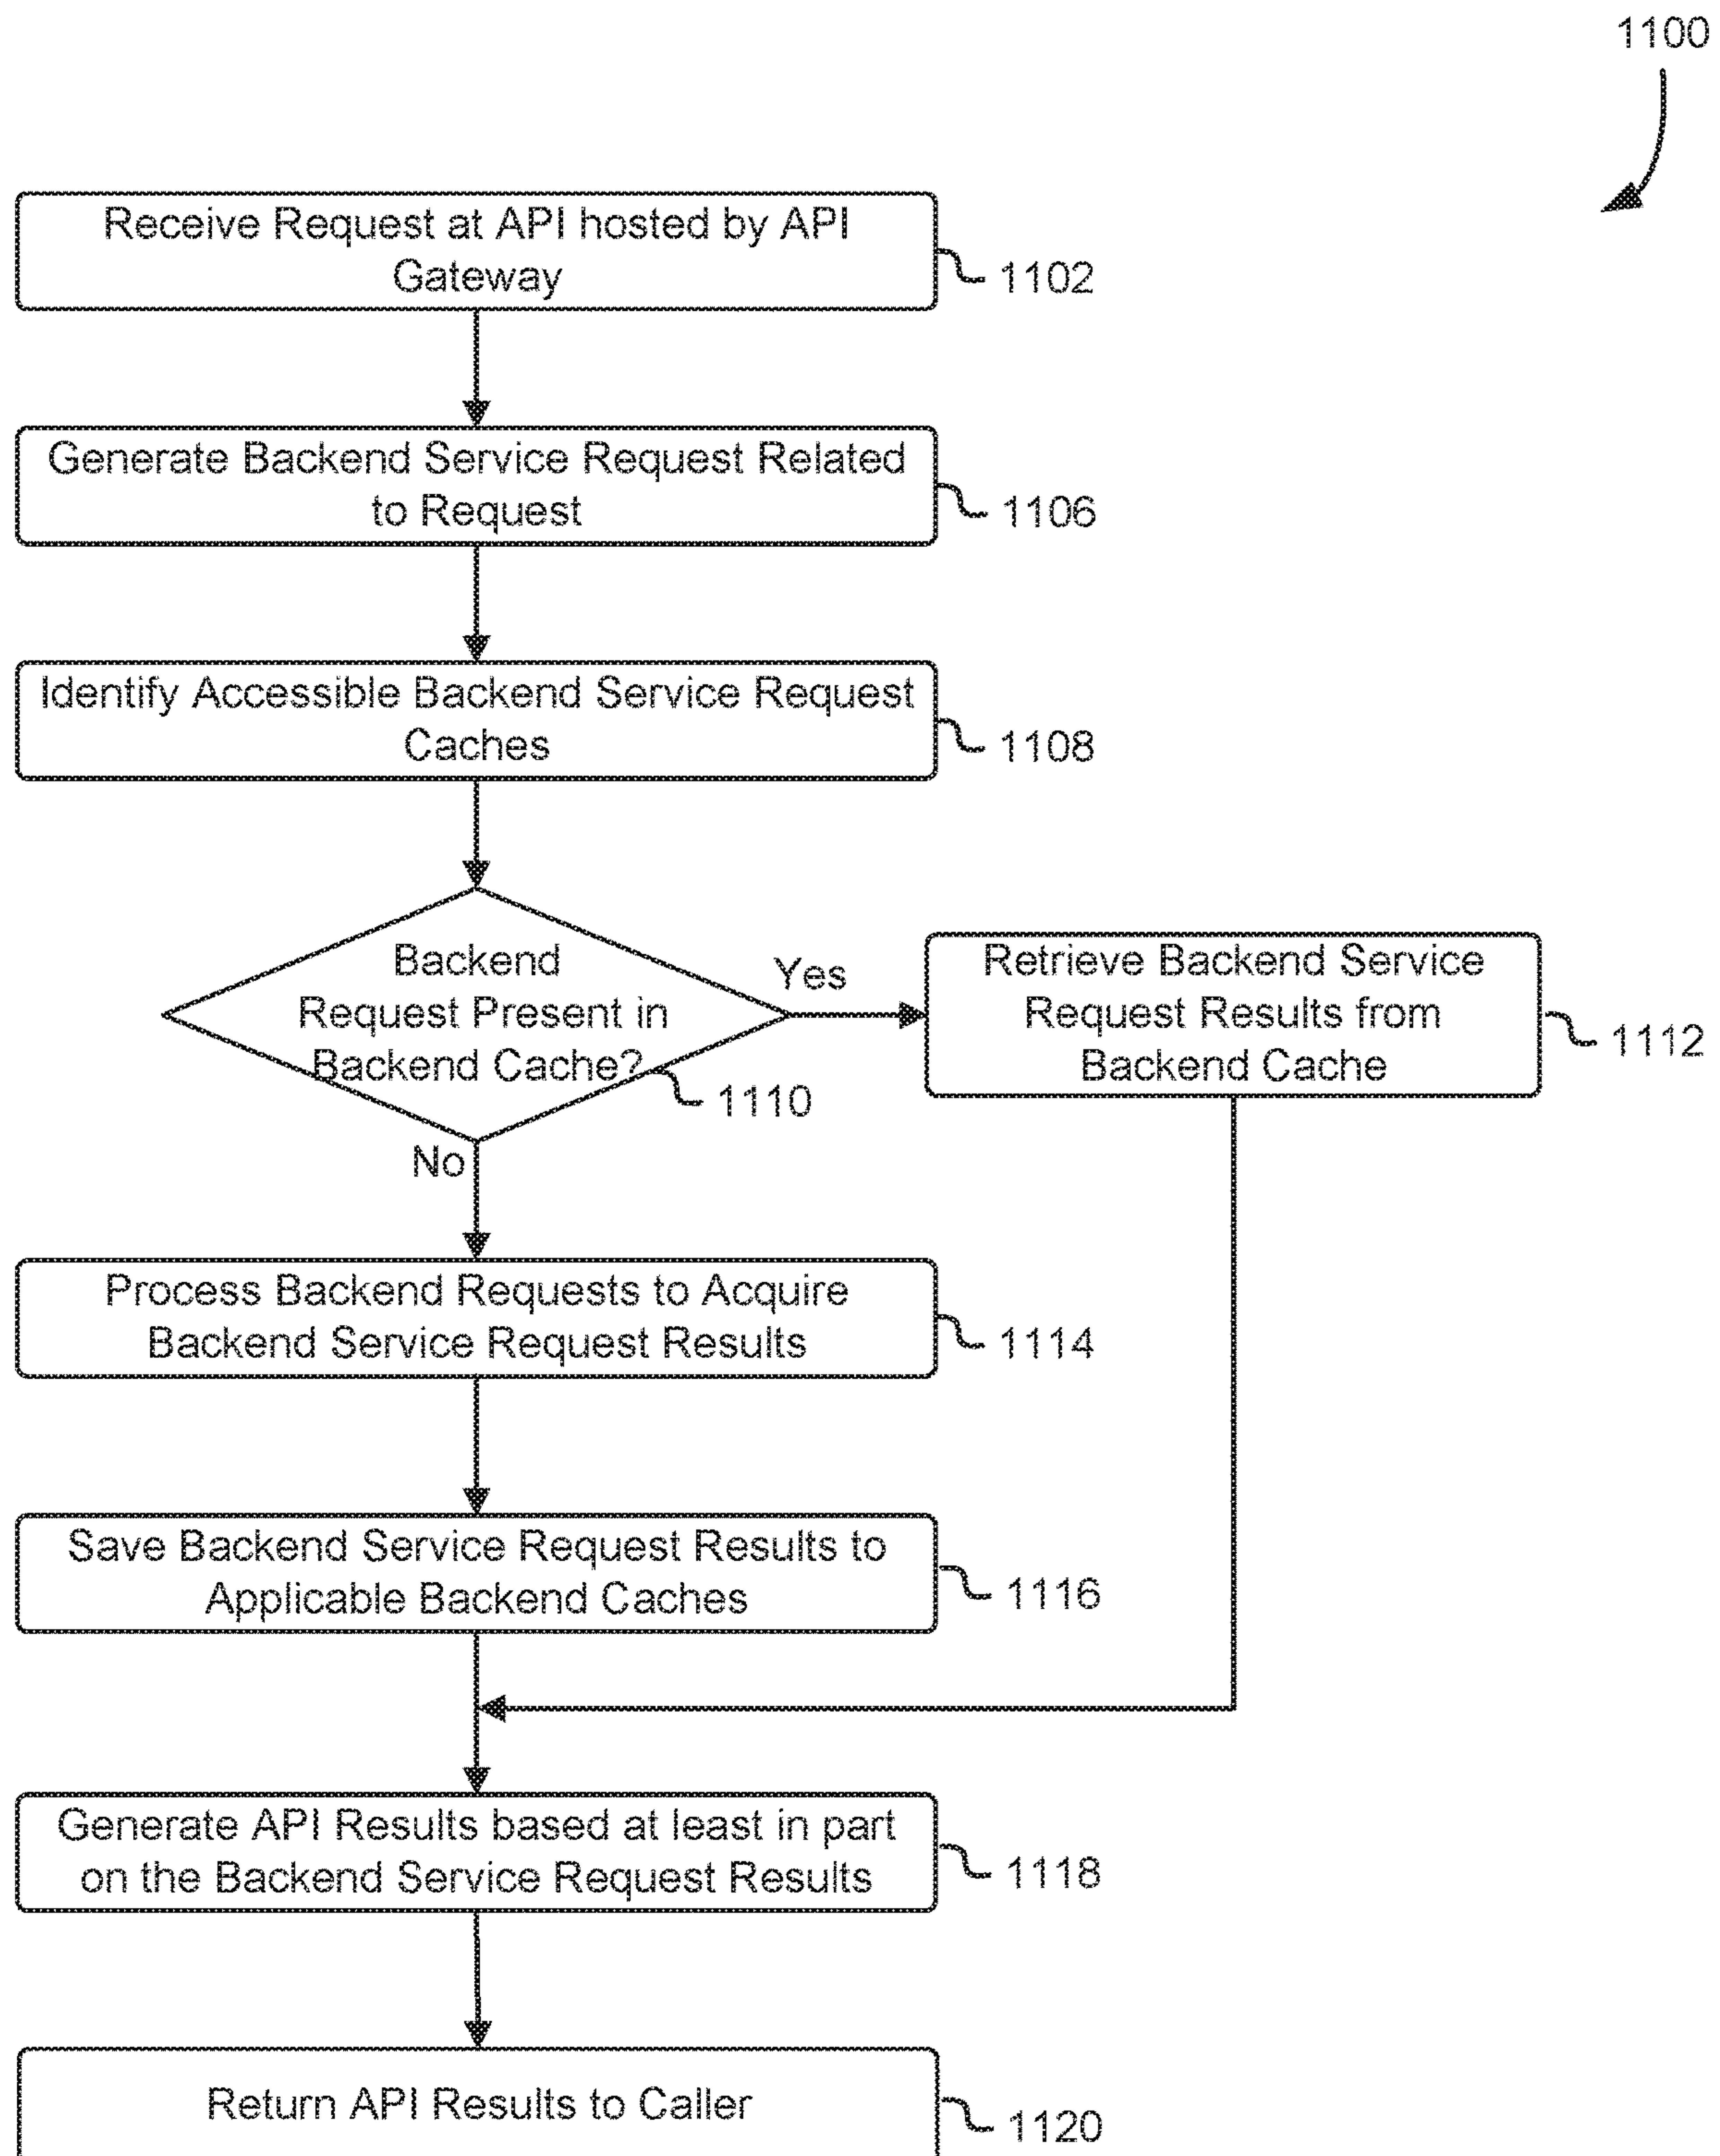 1100
Receive Request at API hosted by API
Gateway
1102
Generate Backend Service Request Related
to Request
1106
Identify Accessible Backend Service Request
Caches
1108
Backend
Request Present in
Backend Cache?
1110
Yes
Retrieve Backend Service
Request Results from
Backend Cache
1112
No
Process Backend Requests to Acquire
Backend Service Request Results
1114
Save Backend Service Request Results to
Applicable Backend Caches
1116
Generate API Results based at least in part
on the Backend Service Request Results
1118
Return API Results to Caller
1120